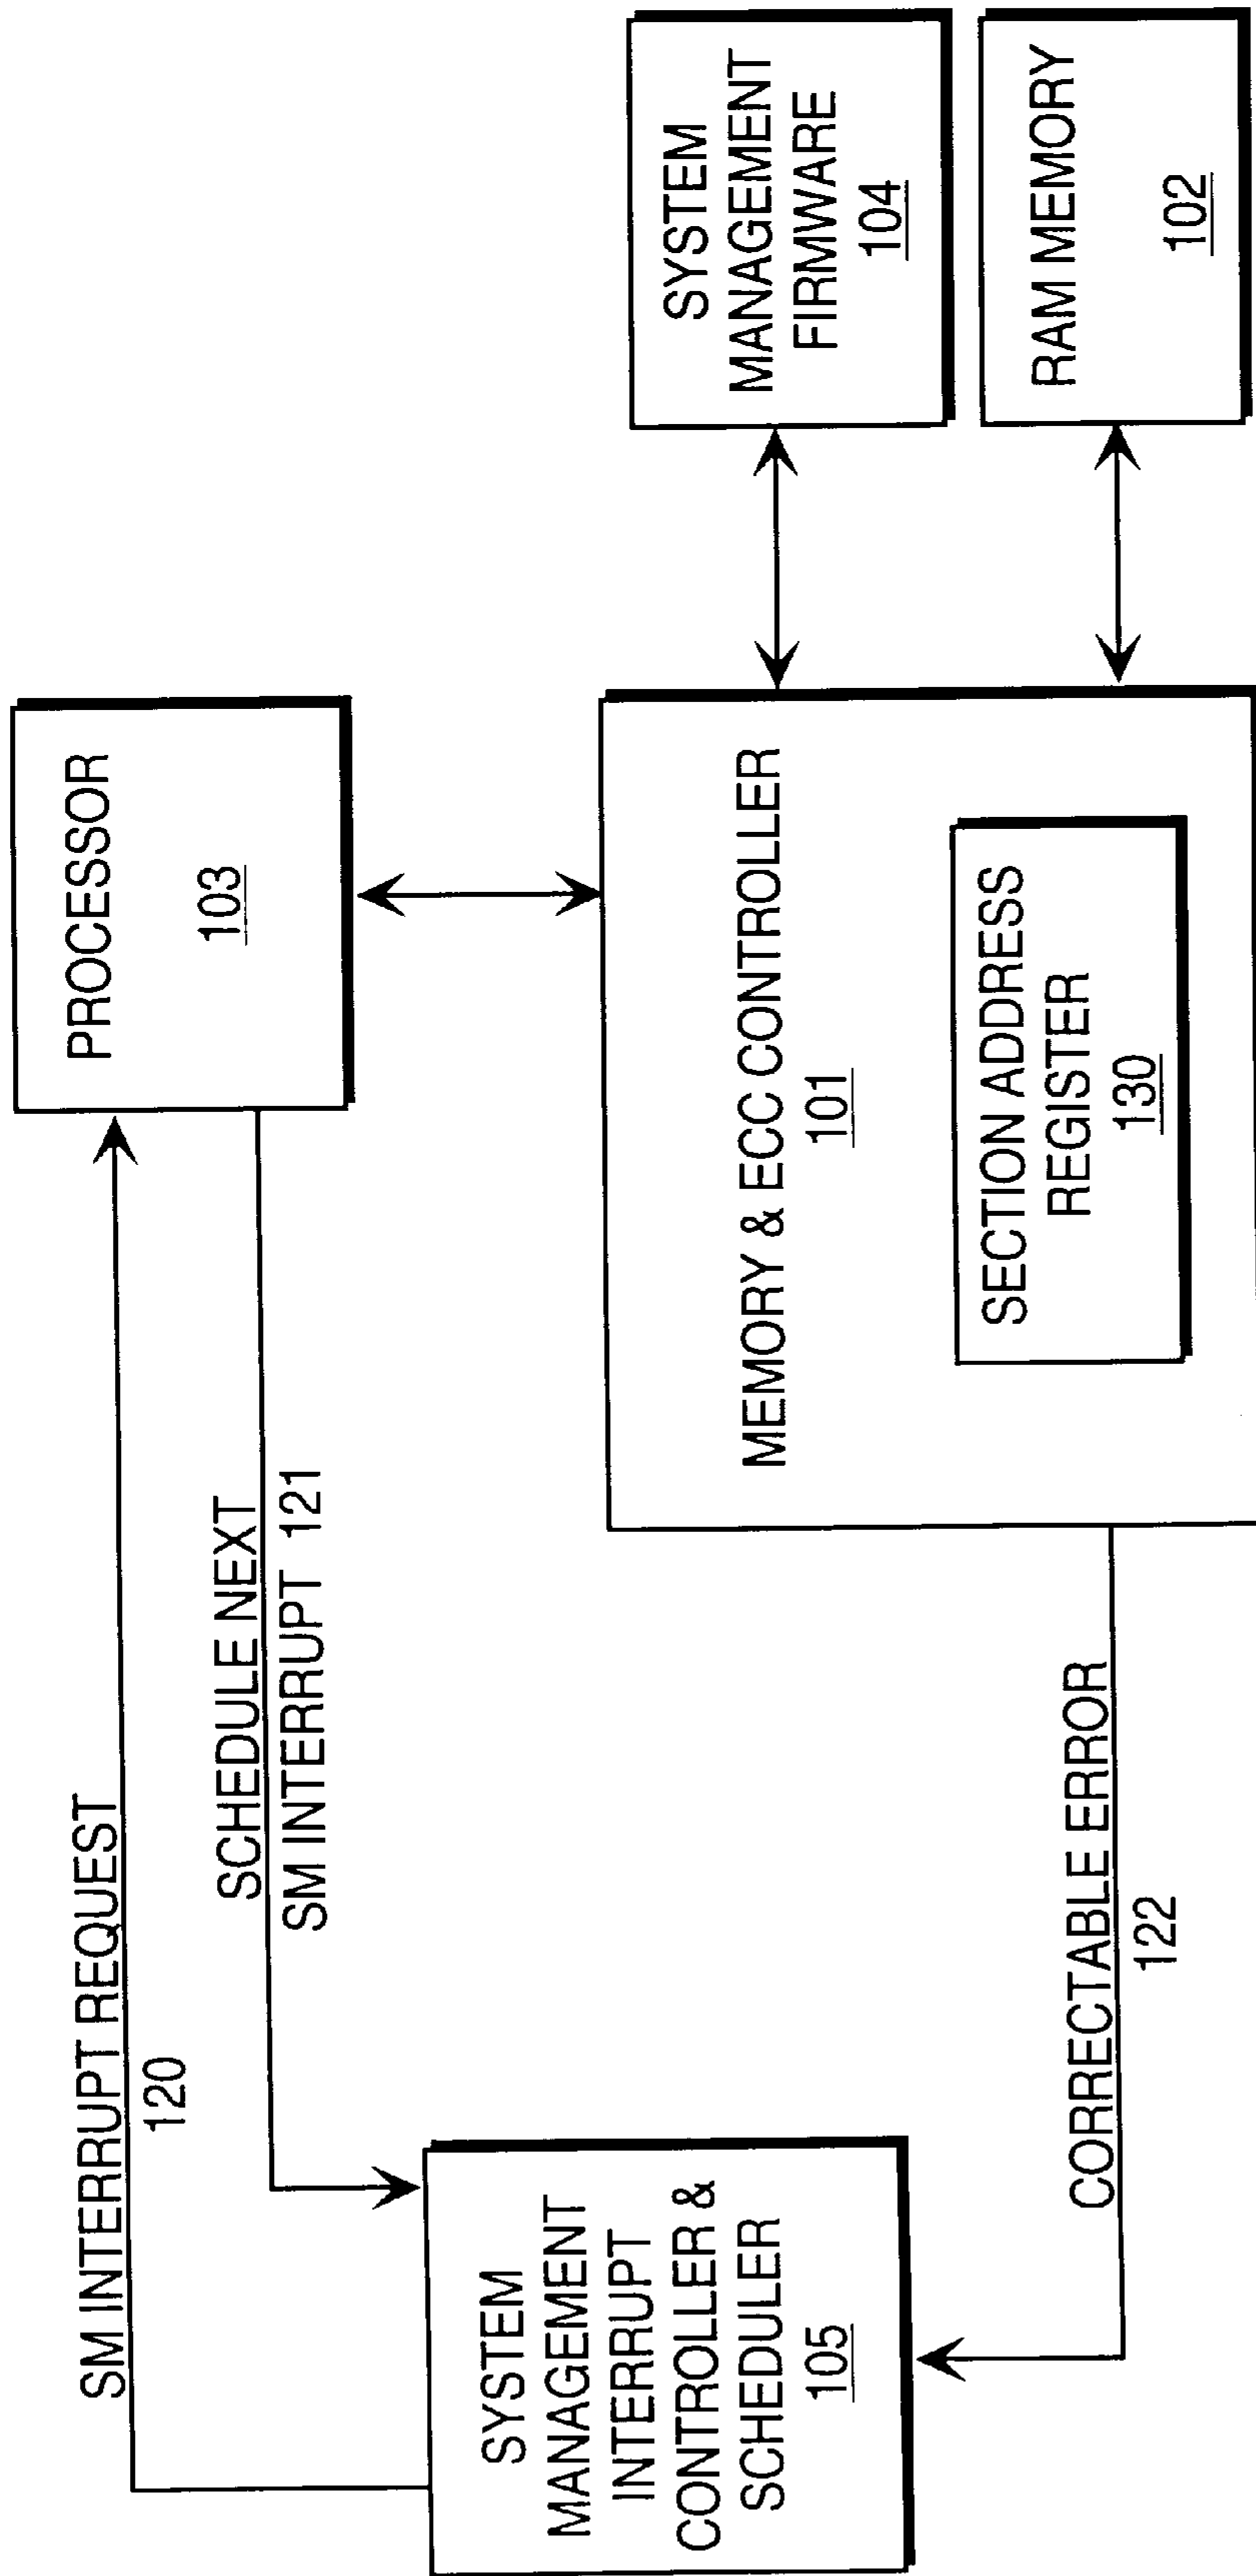 SM INTERRUPT REQUEST
120
PROCESSOR
103
SCHEDULE NEXT
SM INTERRUPT 121
SYSTEM
MANAGEMENT
INTERRUPT
CONTROLLER &
SCHEDULER
105
MEMORY & ECC CONTROLLER
101
SECTION ADDRESS
REGISTER
130
SYSTEM
MANAGEMENT
FIRMWARE
104
RAM MEMORY
102
CORRECTABLE ERROR
122